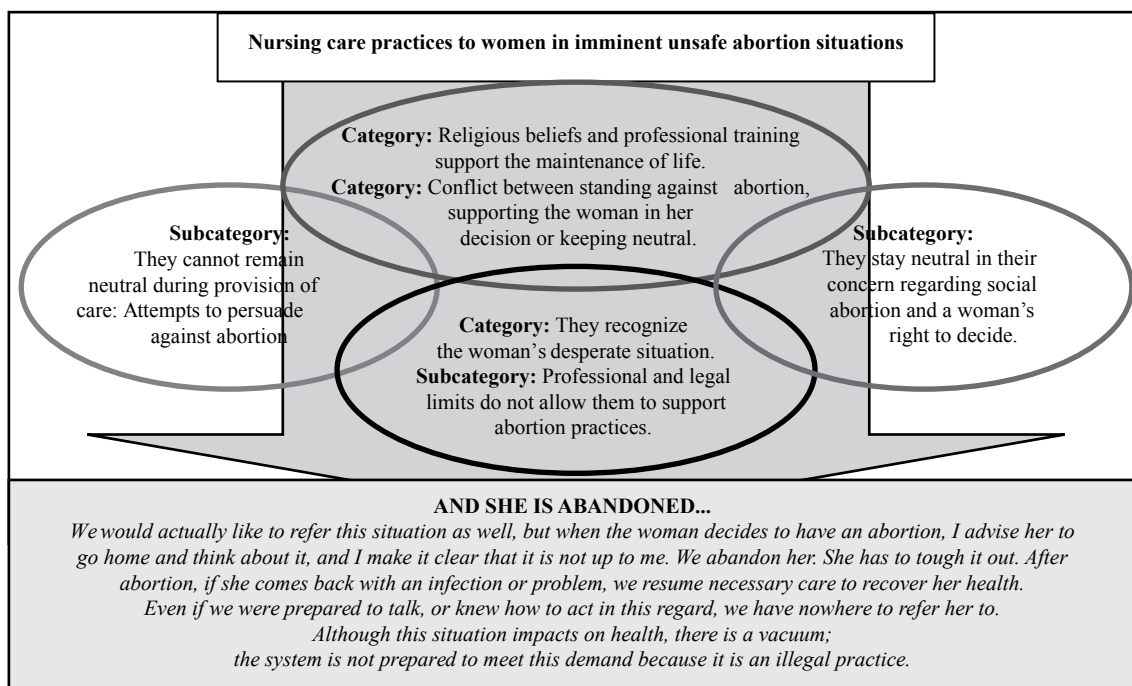 Nursing care practices to women in imminent unsafe abortion situations
Category: Religious beliefs and professional training
support the maintenance of life.
Category: Conflict between standing against abortion,
supporting the woman in her
decision or keeping neutral.
Subcategory:
They cannot remain
neutral during provision of
care: Attempts to persuade
against abortion
Subcategory:
They stay neutral in their
concern regarding social
abortion and a woman's
right to decide.
Category: They recognize
the woman's desperate situation.
Subcategory: Professional and legal
limits do not allow them to support
abortion practices.
AND SHE IS ABANDONED...
We would actually like to refer this situation as well, but when the woman decides to have an abortion, I advise her to
go home and think about it, and I make it clear that it is not up to me. We abandon her. She has to tough it out. After
abortion, if she comes back with an infection or problem, we resume necessary care to recover her health.
Even if we were prepared to talk, or knew how to act in this regard, we have nowhere to refer her to.
Although this situation impacts on health, there is a vacuum;
the system is not prepared to meet this demand because it is an illegal practice.